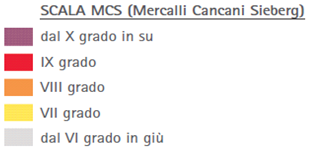 SCALA MCS (Mercalli Cancani Sieberg)
dal X grado in su
IX grado
VIII grado
VII grado
dal VI grado in giù